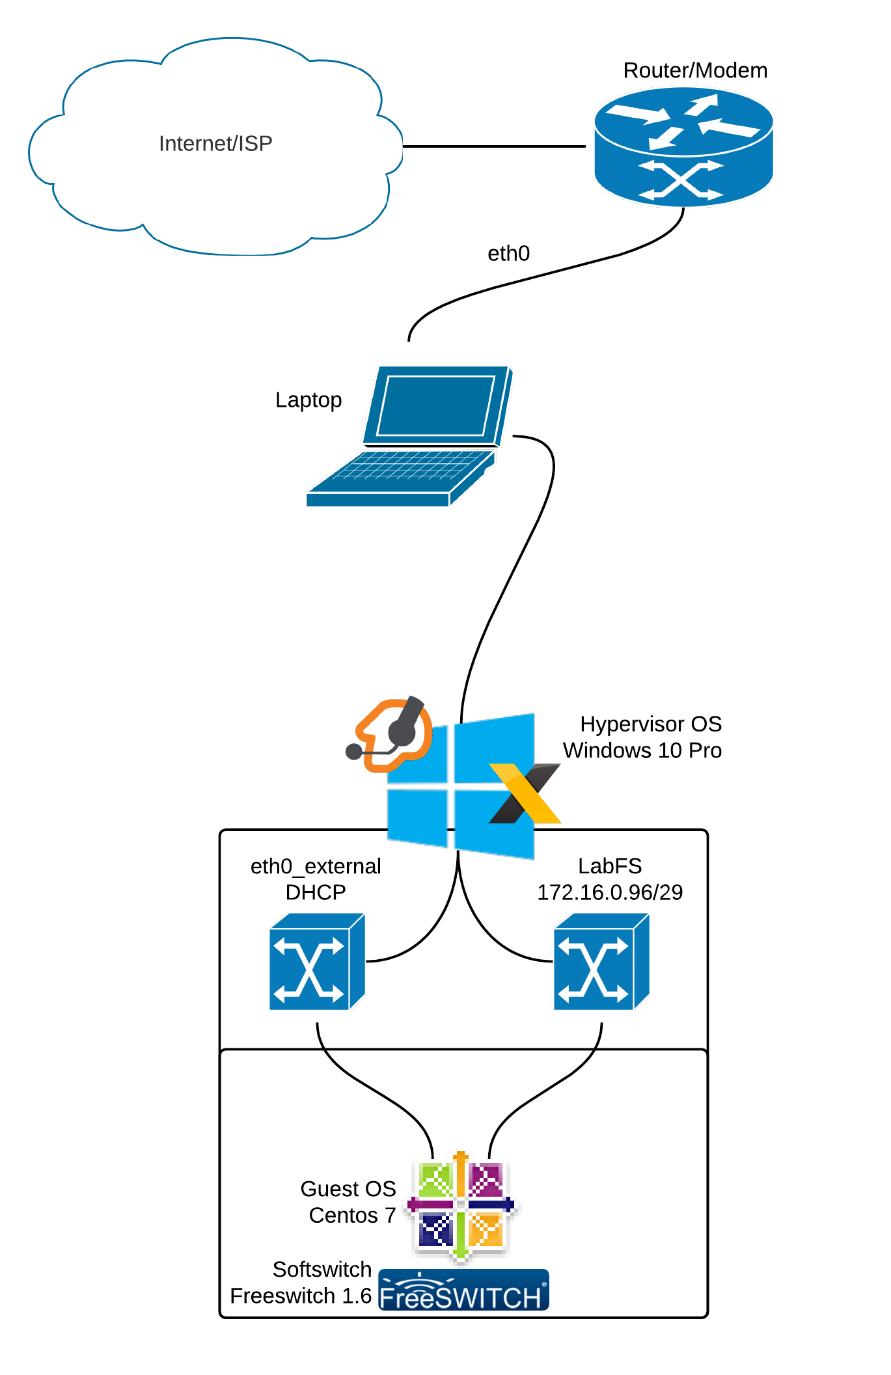 Router/Modem
Internet/ISP
eth0
Laptop
Hypervisor OS
Windows 10 Pro
eth0_external
DHCP
LabFS
172.16.0.96/29
Guest OS
Centos 7
Softswitch
Freeswitch 1.6
FreeSWITCH